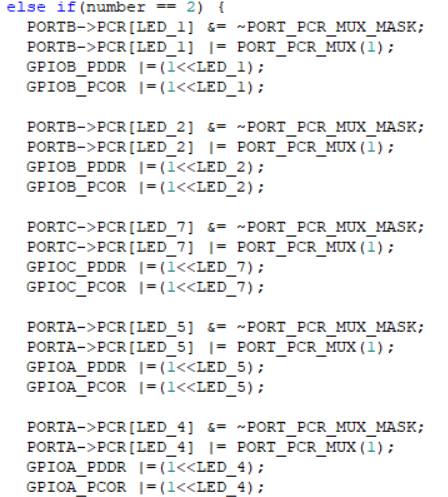 else if(number == 2) {
PORTB->PCR[LED_1] &= ~PORT_PCR_MUX_MASK;
PORTB->PCR[LED_1] |= PORT_PCR_MUX(1);
GPIOB_PDDR |=(1<<LED_1);
GPIOB_PCOR |=(1<<LED_1);
PORTB->PCR[LED_2] &= ~PORT_PCR_MUX_MASK;
PORTB->PCR[LED_2] |= PORT_PCR_MUX(1);
GPIOB_PDDR |=(1<<LED_2);
GPIOB_PCOR |=(1<<LED_2);
PORTC->PCR[LED_7] &= ~PORT_PCR_MUX_MASK;
PORTC->PCR[LED_7] |= PORT_PCR_MUX(1);
GPIOC_PDDR |=(1<<LED_7);
GPIOC_PCOR |=(1<<LED_7);
PORTA->PCR[LED_5] &= ~PORT_PCR_MUX_MASK;
PORTA->PCR[LED_5] |= PORT_PCR_MUX(1);
GPIOA_PDDR |=(1<<LED_5);
GPIOA_PCOR |=(1<<LED_5);
PORTA->PCR[LED_4] &= ~PORT_PCR_MUX_MASK;
PORTA->PCR[LED_4] |= PORT_PCR_MUX(1);
GPIOA_PDDR |=(1<<LED_4);
GPIOA_PCOR |=(1<<LED_4);